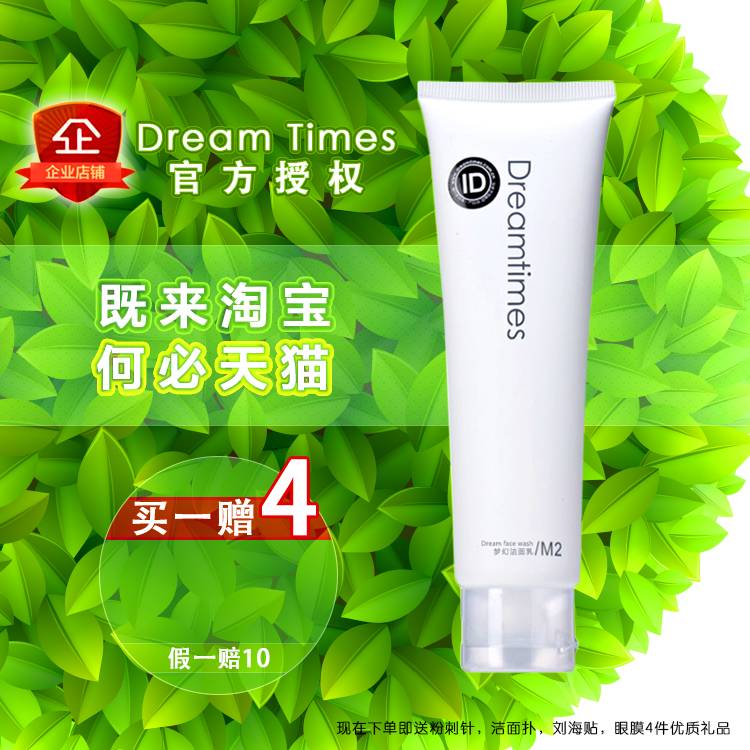 企
企业店铺
Dream Times
官方授权
ID
Dreamtimes
既来淘宝
何必天猫
买一赠4
假一赔10
Dream face wash
梦幻洁面乳/M2
现在下单即送粉刺针，洁面扑，刘海贴，眼膜4件优质礼品